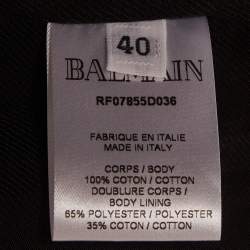 40
BALMAIN
RF07855D036
FABRIQUE EN ITALIE
MADE IN ITALY
CORPS / BODY
100% COTON / COTTON
DOUBLURE CORPS /
BODY LINING
65% POLYESTER / POLYESTER
35% COTON / COTTON